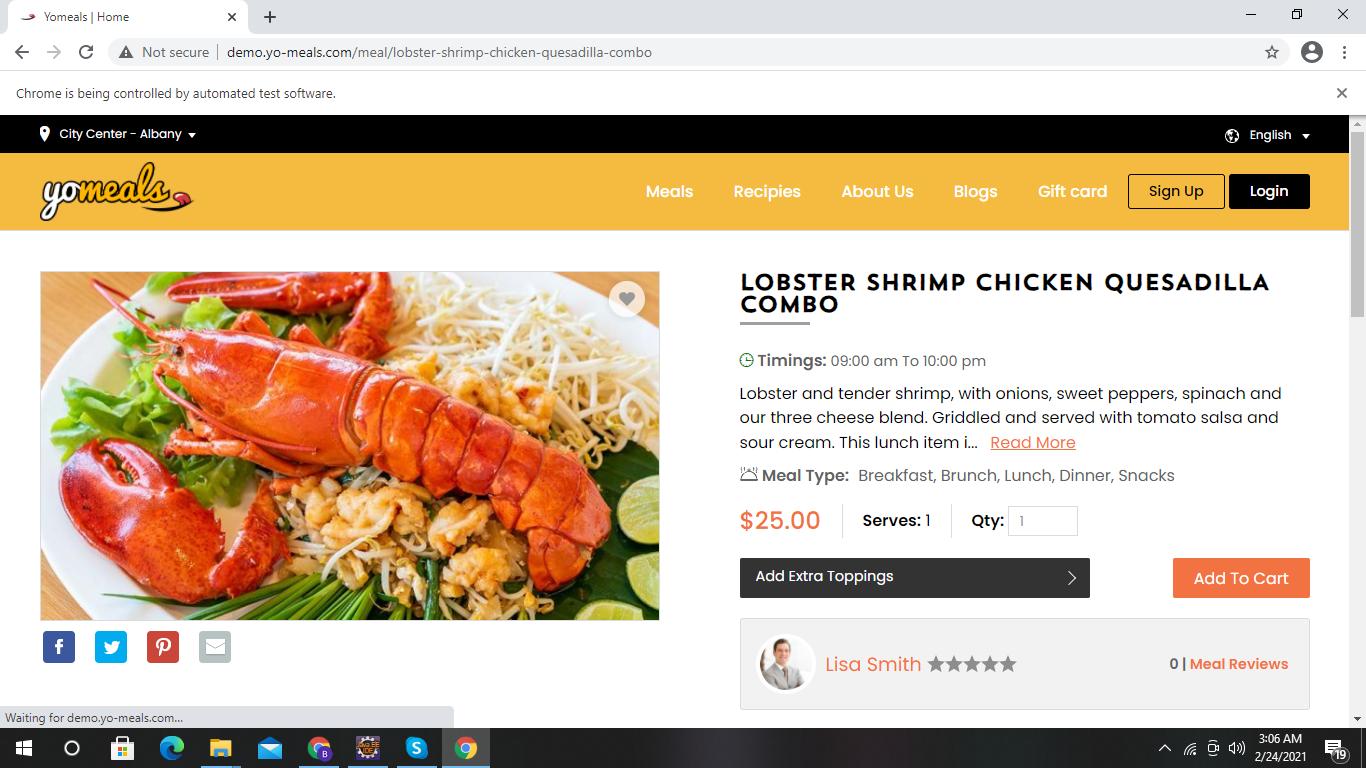 Yomeals | Home
Not secure
demo.yo-meals.com/meal/lobster-shrimp-chicken-quesadilla-combo
Chrome is being controlled by automated test software.
City Center - Albany
English
yomeals
Meals
Recipies
About Us
Blogs
Gift card
Sign Up
Login
LOBSTER SHRIMP CHICKEN QUESADILLA
COMBO
Timings: 09:00 am To 10:00 pm
Lobster and tender shrimp, with onions, sweet peppers, spinach and
our three cheese blend. Griddled and served with tomato salsa and
sour cream. This lunch item i... Read More
Meal Type: Breakfast, Brunch, Lunch, Dinner, Snacks
$25.00
Serves: 1
Qty: 1
Add Extra Toppings
Add To Cart
Lisa Smith
0 | Meal Reviews
Waiting for demo.yo-meals.com...
B
Java EE
IDE
S
3:06 AM
2/24/2021
19